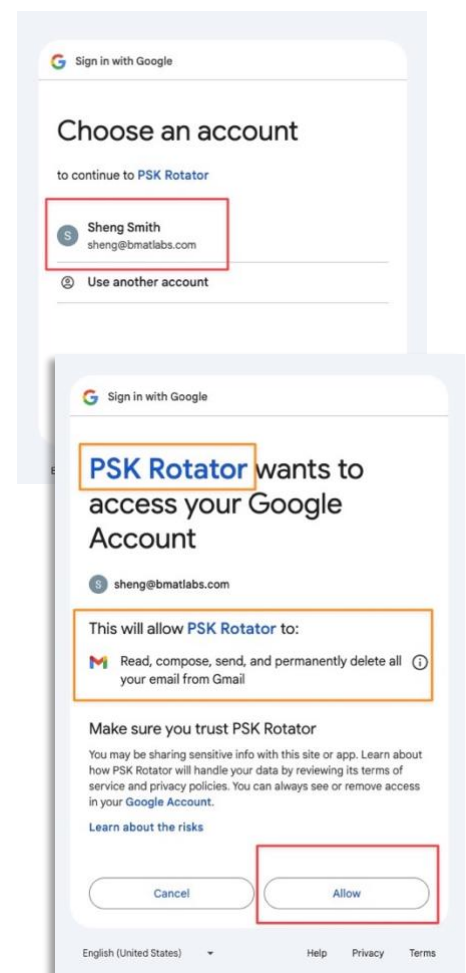 Sign in with Google
Choose an account
to continue to PSK Rotator
S
Sheng Smith
sheng@bmatlabs.com
Use another account
Sign in with Google
PSK Rotator wants to
access your Google
Account
S sheng@bmatlabs.com
This will allow PSK Rotator to:
Read, compose, send, and permanently delete all
your email from Gmail
Make sure you trust PSK Rotator
You may be sharing sensitive info with this site or app. Learn about
how PSK Rotator will handle your data by reviewing its terms of
service and privacy policies. You can always see or remove access
in your Google Account.
Learn about the risks
Cancel Allow
English (United States) Help Privacy Terms